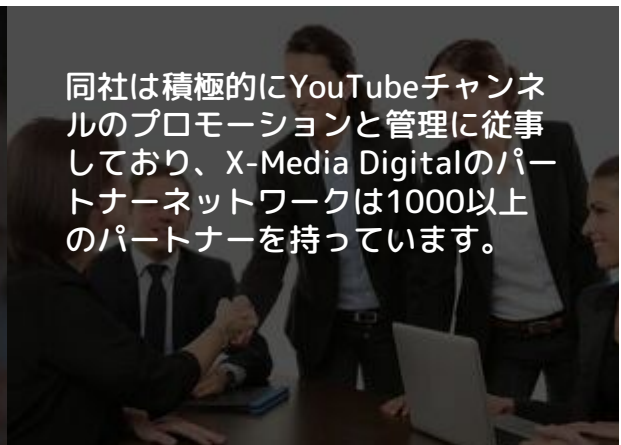 同社は積極的にYouTubeチャンネ
ルのプロモーションと管理に従事
しており、X-Media Digitalのパー
トナーネットワークは1000以上
のパートナーを持っています。